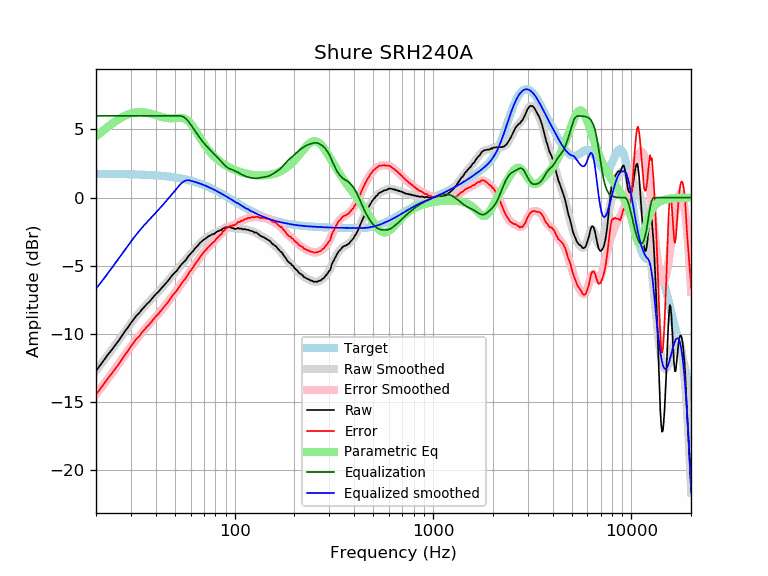 Shure SRH240A
Amplitude (dBr)
5
0
−5
−10
−15
−20
Target
Raw Smoothed
Error Smoothed
Raw
Error
Parametric Eq
Equalization
Equalized smoothed
100
1000
10000
Frequency (Hz)